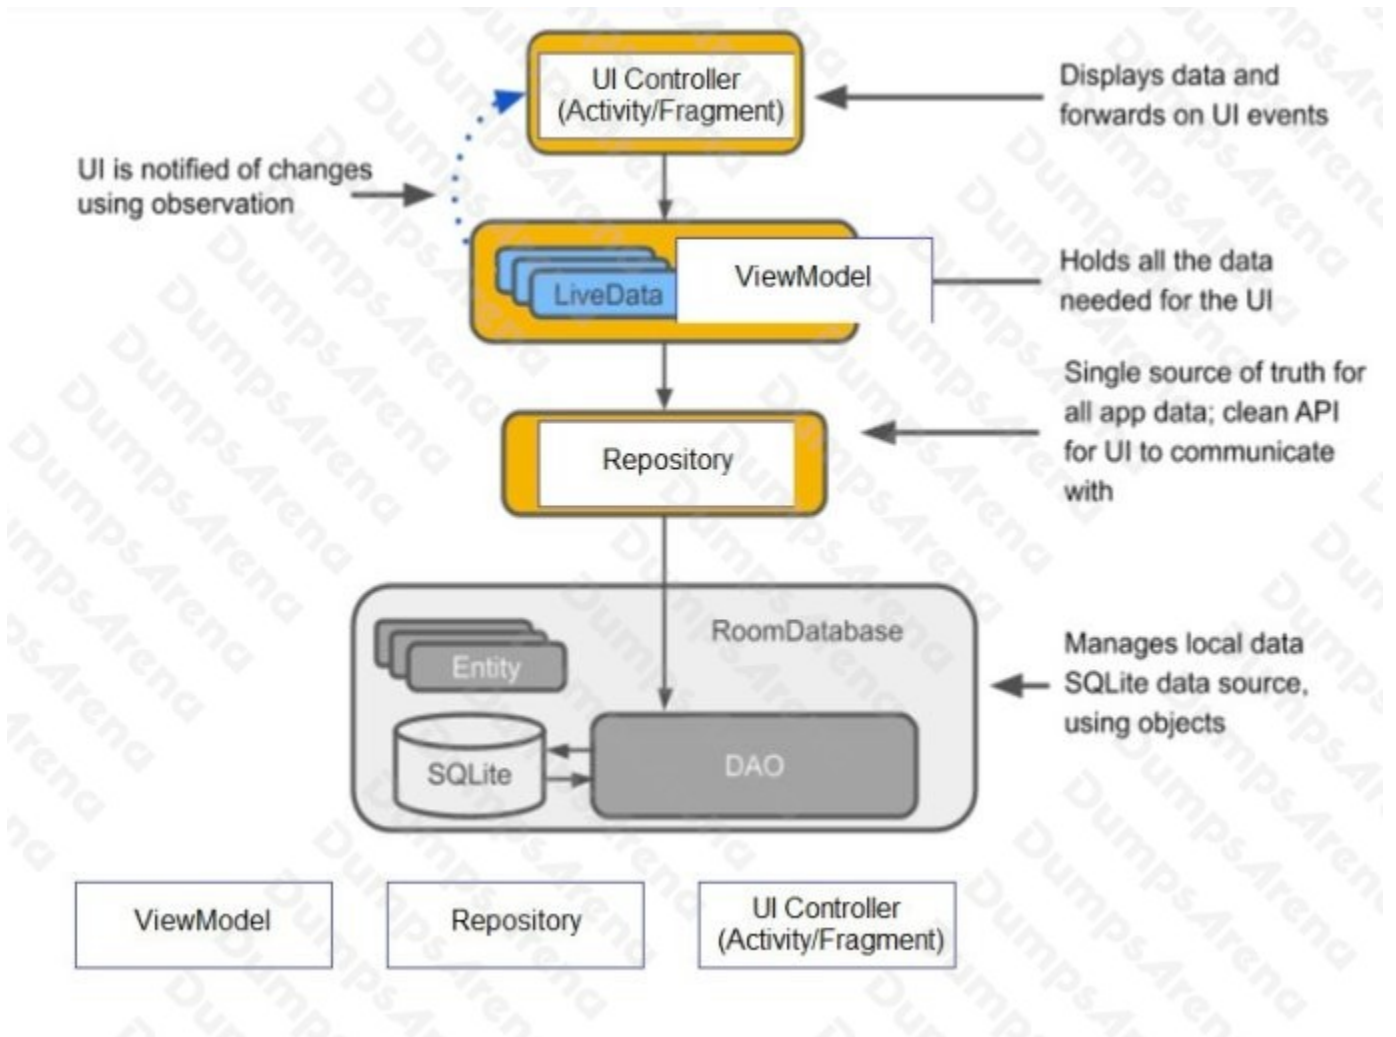 UI Controller
(Activity/Fragment)
Displays data and
forwards on UI events
UI is notified of changes
using observation
LiveData
ViewModel
Holds all the data
needed for the UI
Repository
Single source of truth for
all app data; clean API
for UI to communicate
with
RoomDatabase
Entity
SQLite
DAO
Manages local data
SQLite data source,
using objects
ViewModel
Repository
UI Controller
(Activity/Fragment)
DumpsArena